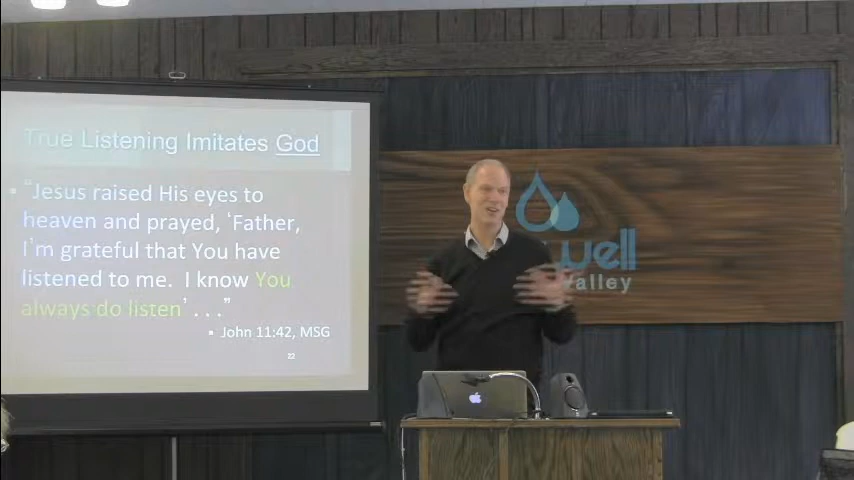 True Listening Imitates God
▪ “Jesus raised His eyes to
heaven and prayed, ‘Father,
I’m grateful that You have
listened to me.  I know You
always do listen’ . . .”
▪ John 11:42, MSG
22
well
Valley